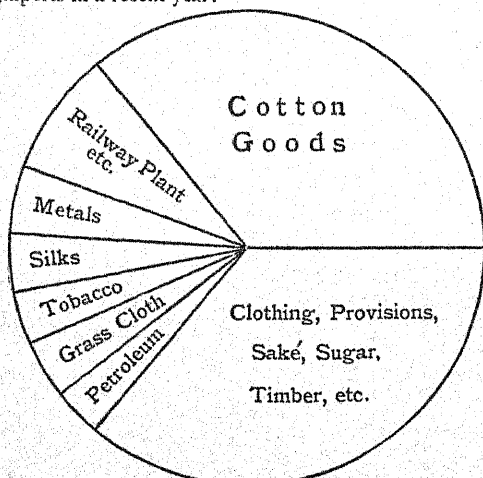 imports in a recent year.
Cotton
Goods
Railway Plant
etc.
Metals
Silks
Tobacco
Grass Cloth
Petroleum
Clothing, Provisions,
Saké, Sugar,
Timber, etc.